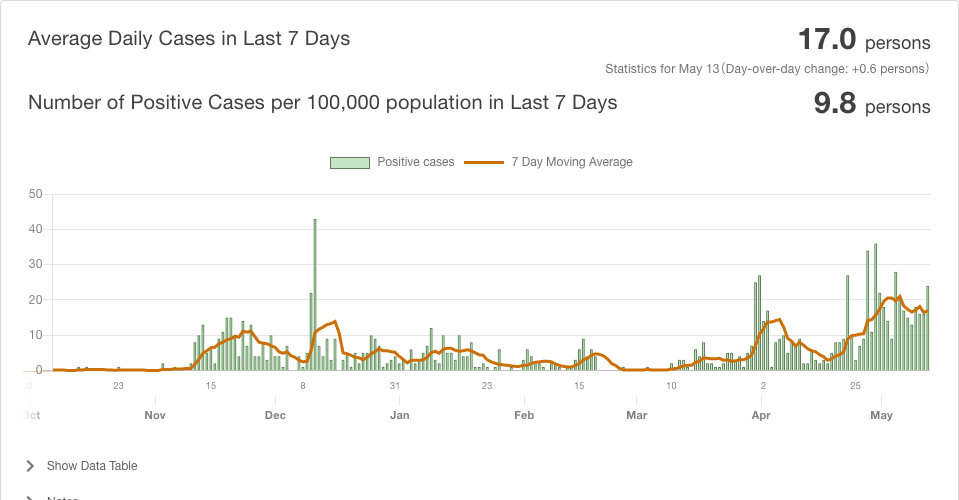 Average Daily Cases in Last 7 Days
17.0 persons
Statistics for May 13(Day-over-day change: +0.6 persons)
Number of Positive Cases per 100,000 population in Last 7 Days
9.8 persons
Positive cases 7 Day Moving Average
50
40
30
20
10
0
23 15 8 31 23 15 10 2 25
Nov Dec Jan Feb Mar Apr May
Show Data Table